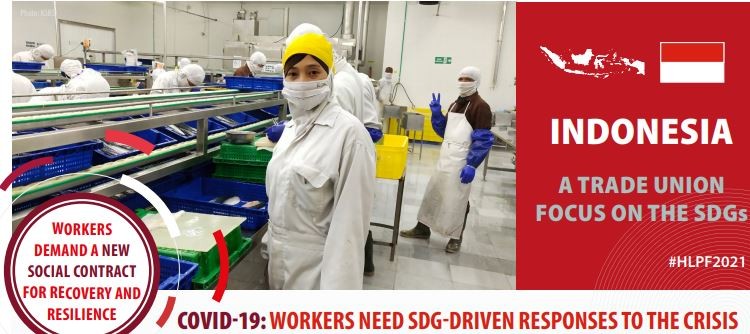 Photo: KSBSI
INDONESIA
A TRADE UNION
FOCUS ON THE SDGs
#HLPF2021
WORKERS
DEMAND A NEW
SOCIAL CONTRACT
FOR RECOVERY AND
RESILIENCE
COVID-19: WORKERS NEED SDG-DRIVEN RESPONSES TO THE CRISIS